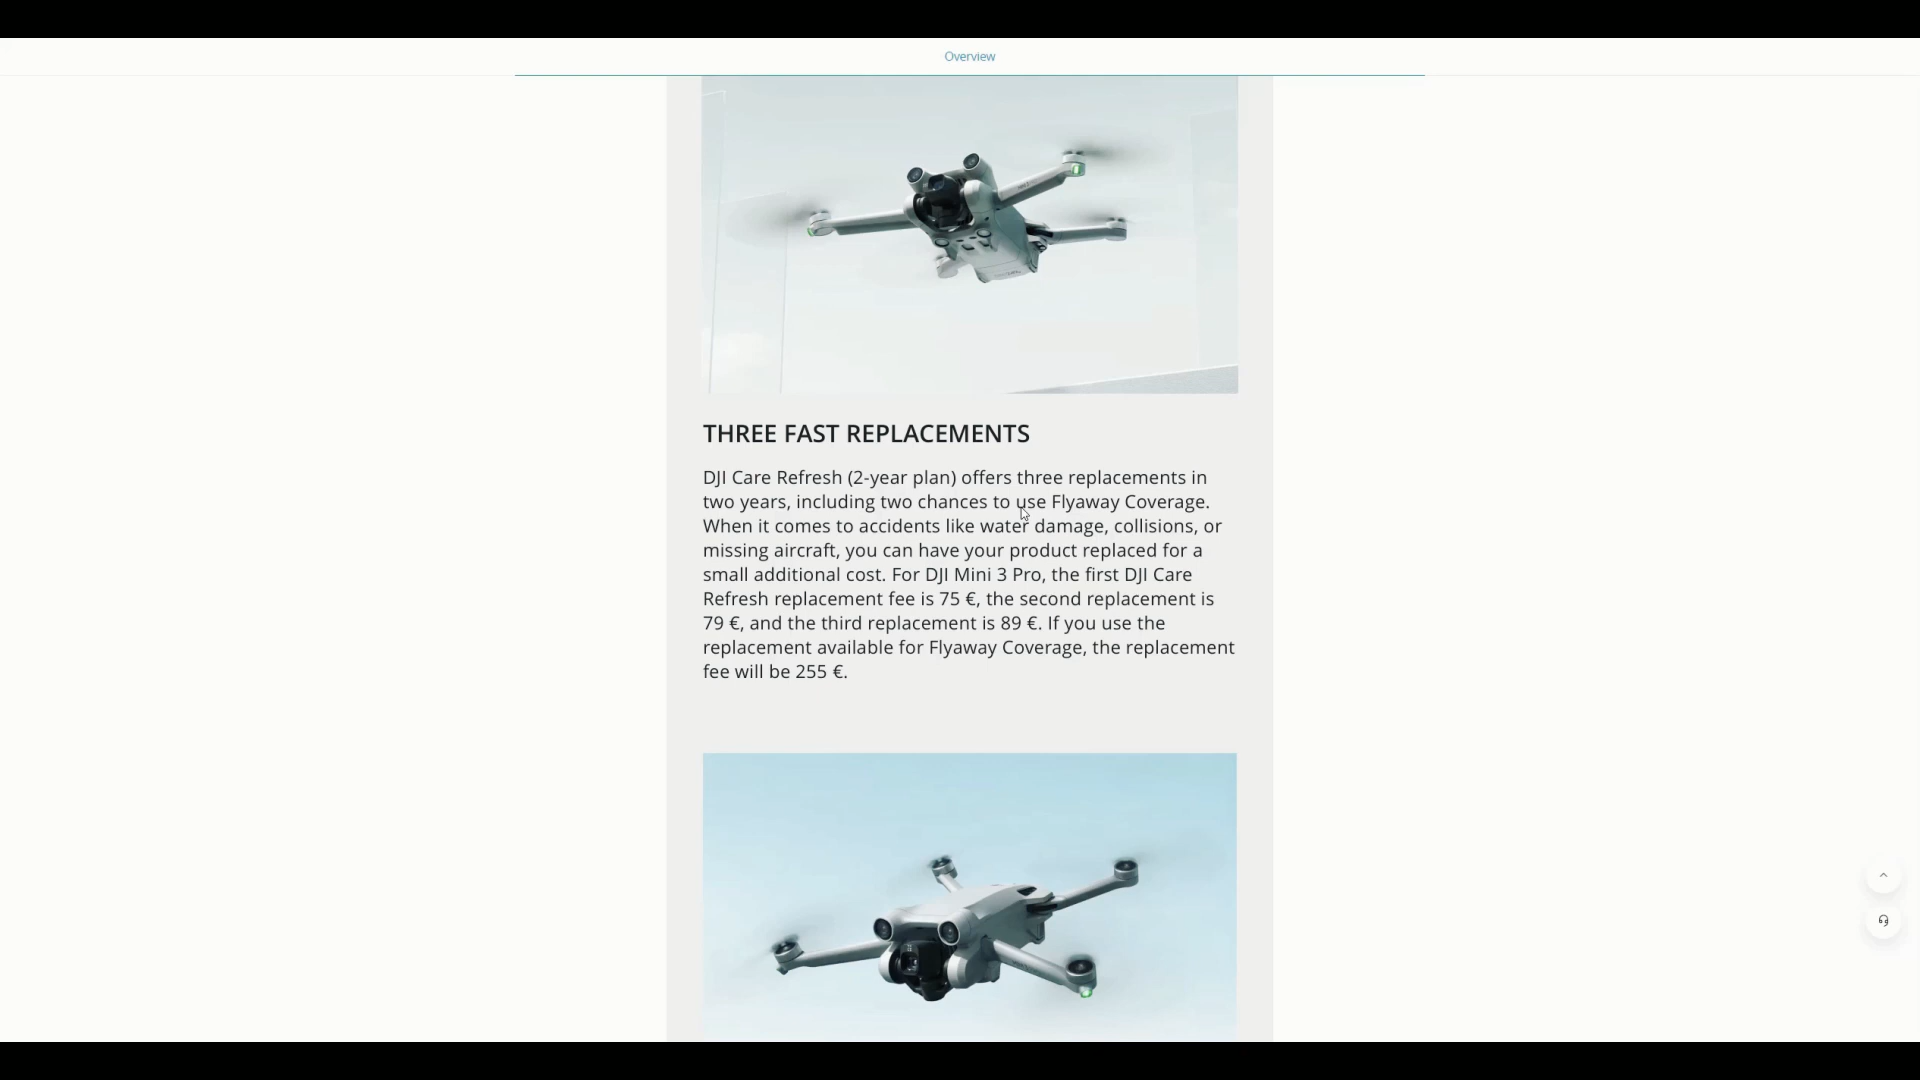 Overview
THREE FAST REPLACEMENTS
DJI Care Refresh (2-year plan) offers three replacements in
two years, including two chances to use Flyaway Coverage.
When it comes to accidents like water damage, collisions, or
missing aircraft, you can have your product replaced for a
small additional cost. For DJI Mini 3 Pro, the first DJI Care
Refresh replacement fee is 75 €, the second replacement is
79 €, and the third replacement is 89 €. If you use the
replacement available for Flyaway Coverage, the replacement
fee will be 255 €.